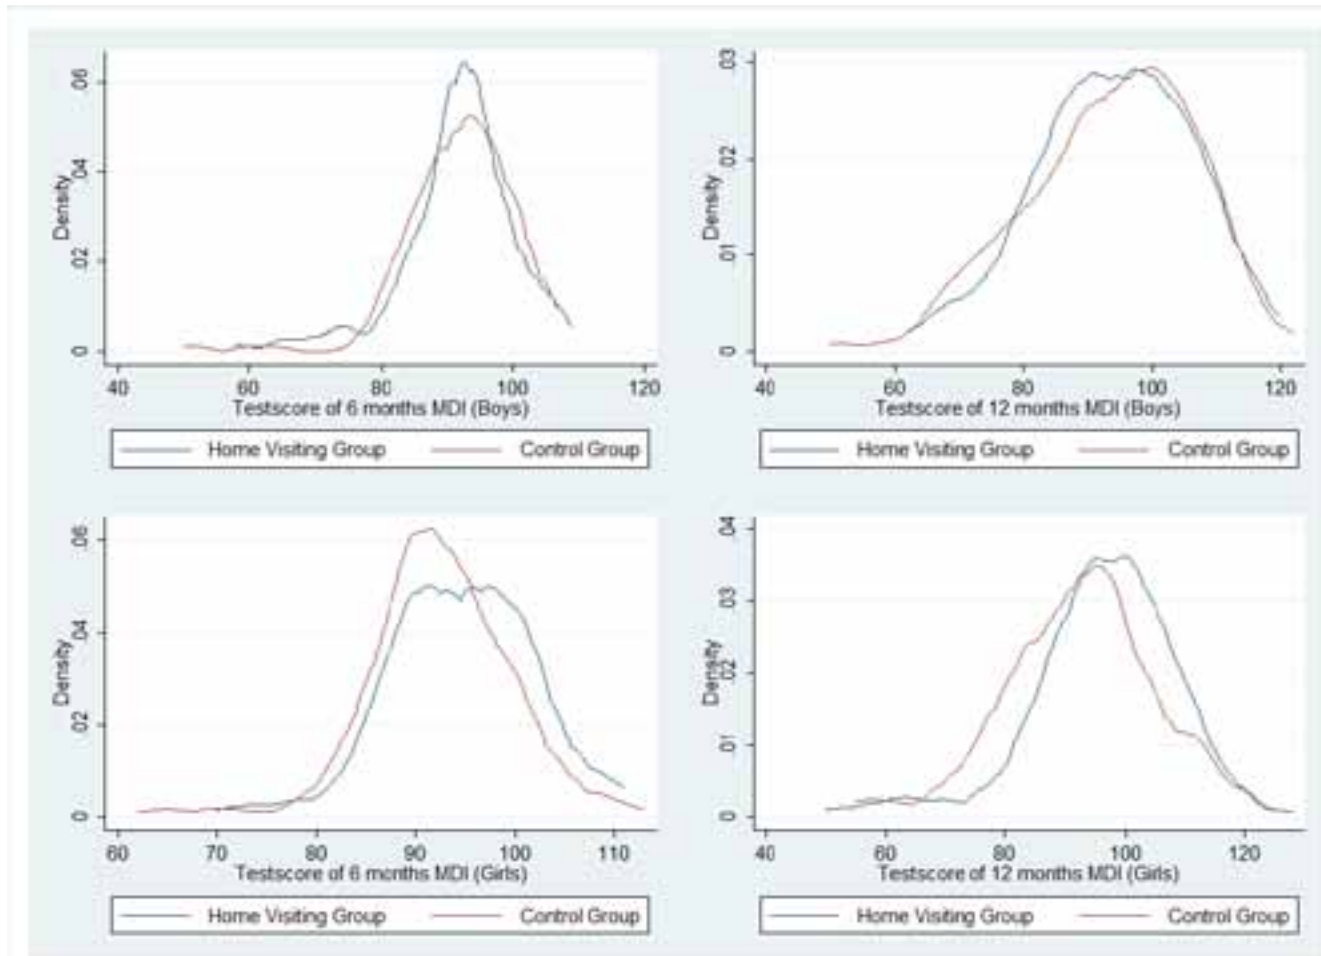 Density
0 .02 .04 .06
40 60 80 100 120
Testscore of 6 months MDI (Boys)
Home Visiting Group Control Group
Density
0 .01 .02 .03
40 60 80 100 120
Testscore of 12 months MDI (Boys)
Home Visiting Group Control Group
Density
0 .02 .04 .06
60 70 80 90 100 110
Testscore of 6 months MDI (Girls)
Home Visiting Group Control Group
Density
0 .01 .02 .03 .04
40 60 80 100 120
Testscore of 12 months MDI (Girls)
Home Visiting Group Control Group